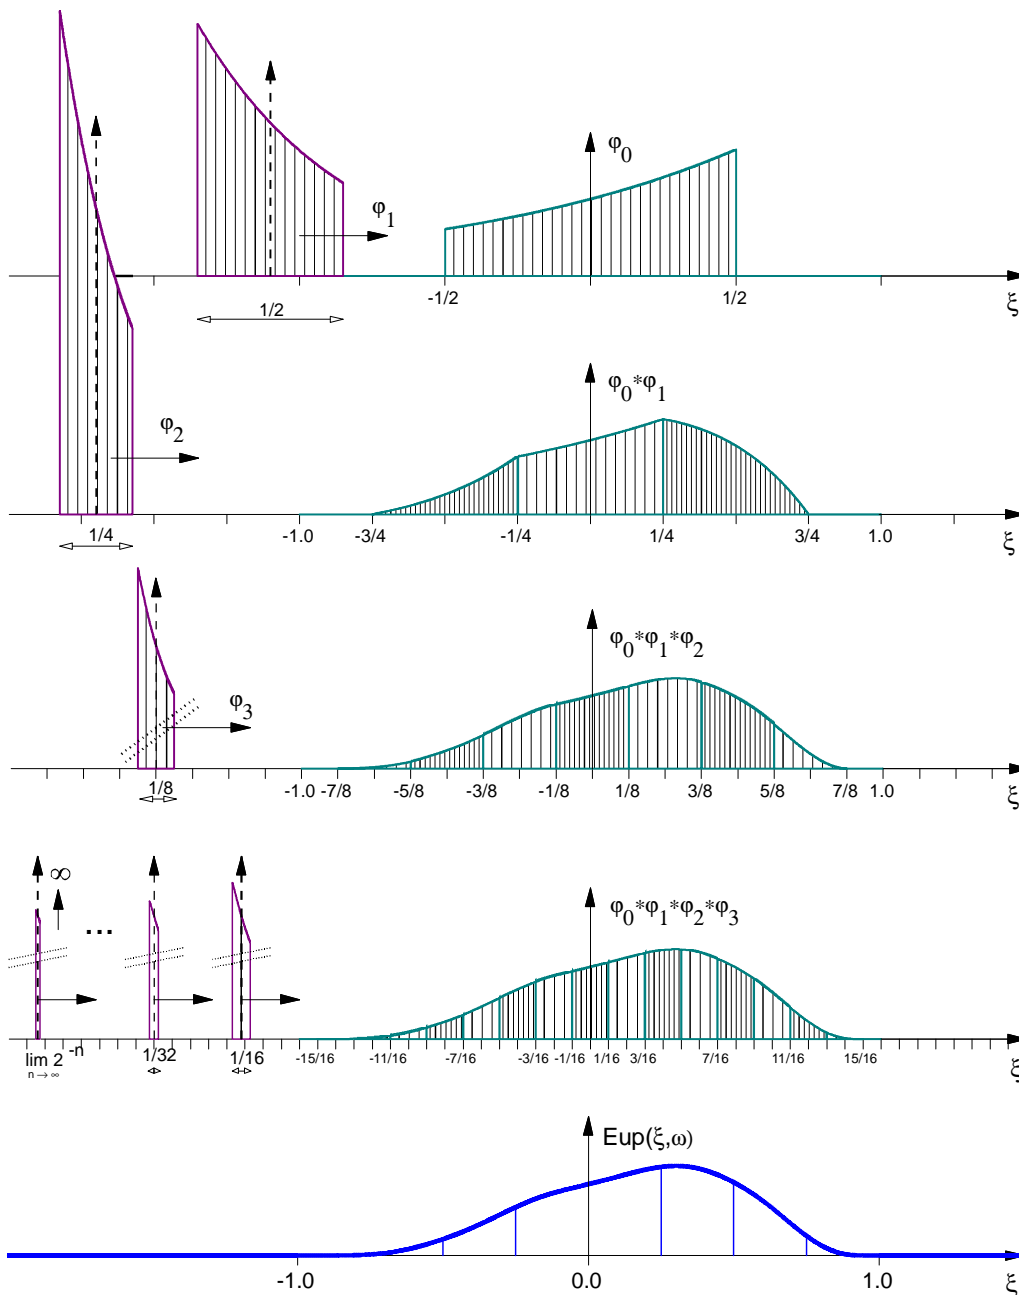 φ0
φ1
-1/2 1/2 ξ
1/2
φ0*φ1
φ2
1/4 -1.0 -3/4 -1/4 1/4 3/4 1.0 ξ
φ0*φ1*φ2
φ3
1/8 -1.0 -7/8 -5/8 -3/8 -1/8 1/8 3/8 5/8 7/8 1.0 ξ
∞
φ0*φ1*φ2*φ3
...
lim 2-n 1/32 1/16 -15/16 -11/16 -7/16 -3/16 -1/16 1/16 3/16 7/16 11/16 15/16 ξ
n → ∞
Eup(ξ,ω)
-1.0 0.0 1.0 ξ